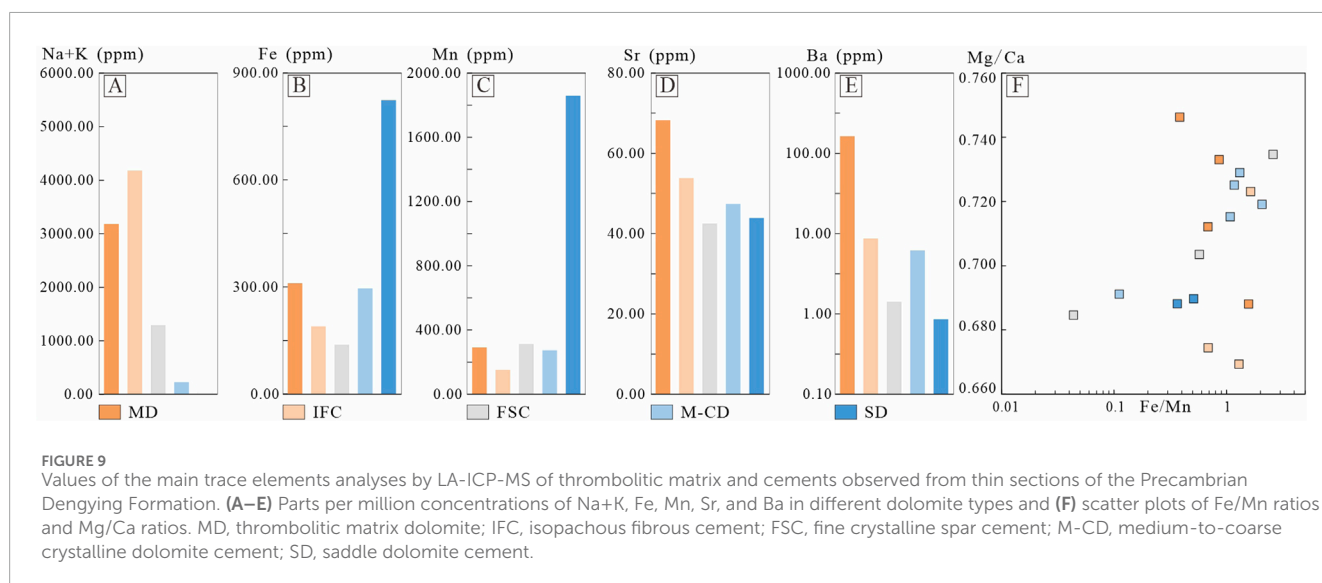 Na+K (ppm)
6000.00
5000.00
4000.00
3000.00
2000.00
1000.00
0.00
A
Fe (ppm)
900.00
600.00
300.00
0.00
B
Mn (ppm)
2000.00
1600.00
1200.00
800.00
400.00
0.00
C
Sr (ppm)
80.00
60.00
40.00
20.00
0.00
D
Ba (ppm)
1000.00
100.00
10.00
1.00
0.10
E
Mg/Ca
0.760
0.740
0.720
0.700
0.680
0.660
F
0.01 0.1 Fe/Mn 1
MD IFC FSC M-CD SD
FIGURE 9
Values of the main trace elements analyses by LA-ICP-MS of thrombolitic matrix and cements observed from thin sections of the Precambrian
Dengying Formation. (A–E) Parts per million concentrations of Na+K, Fe, Mn, Sr, and Ba in different dolomite types and (F) scatter plots of Fe/Mn ratios
and Mg/Ca ratios. MD, thrombolitic matrix dolomite; IFC, isopachous fibrous cement; FSC, fine crystalline spar cement; M-CD, medium-to-coarse
crystalline dolomite cement; SD, saddle dolomite cement.